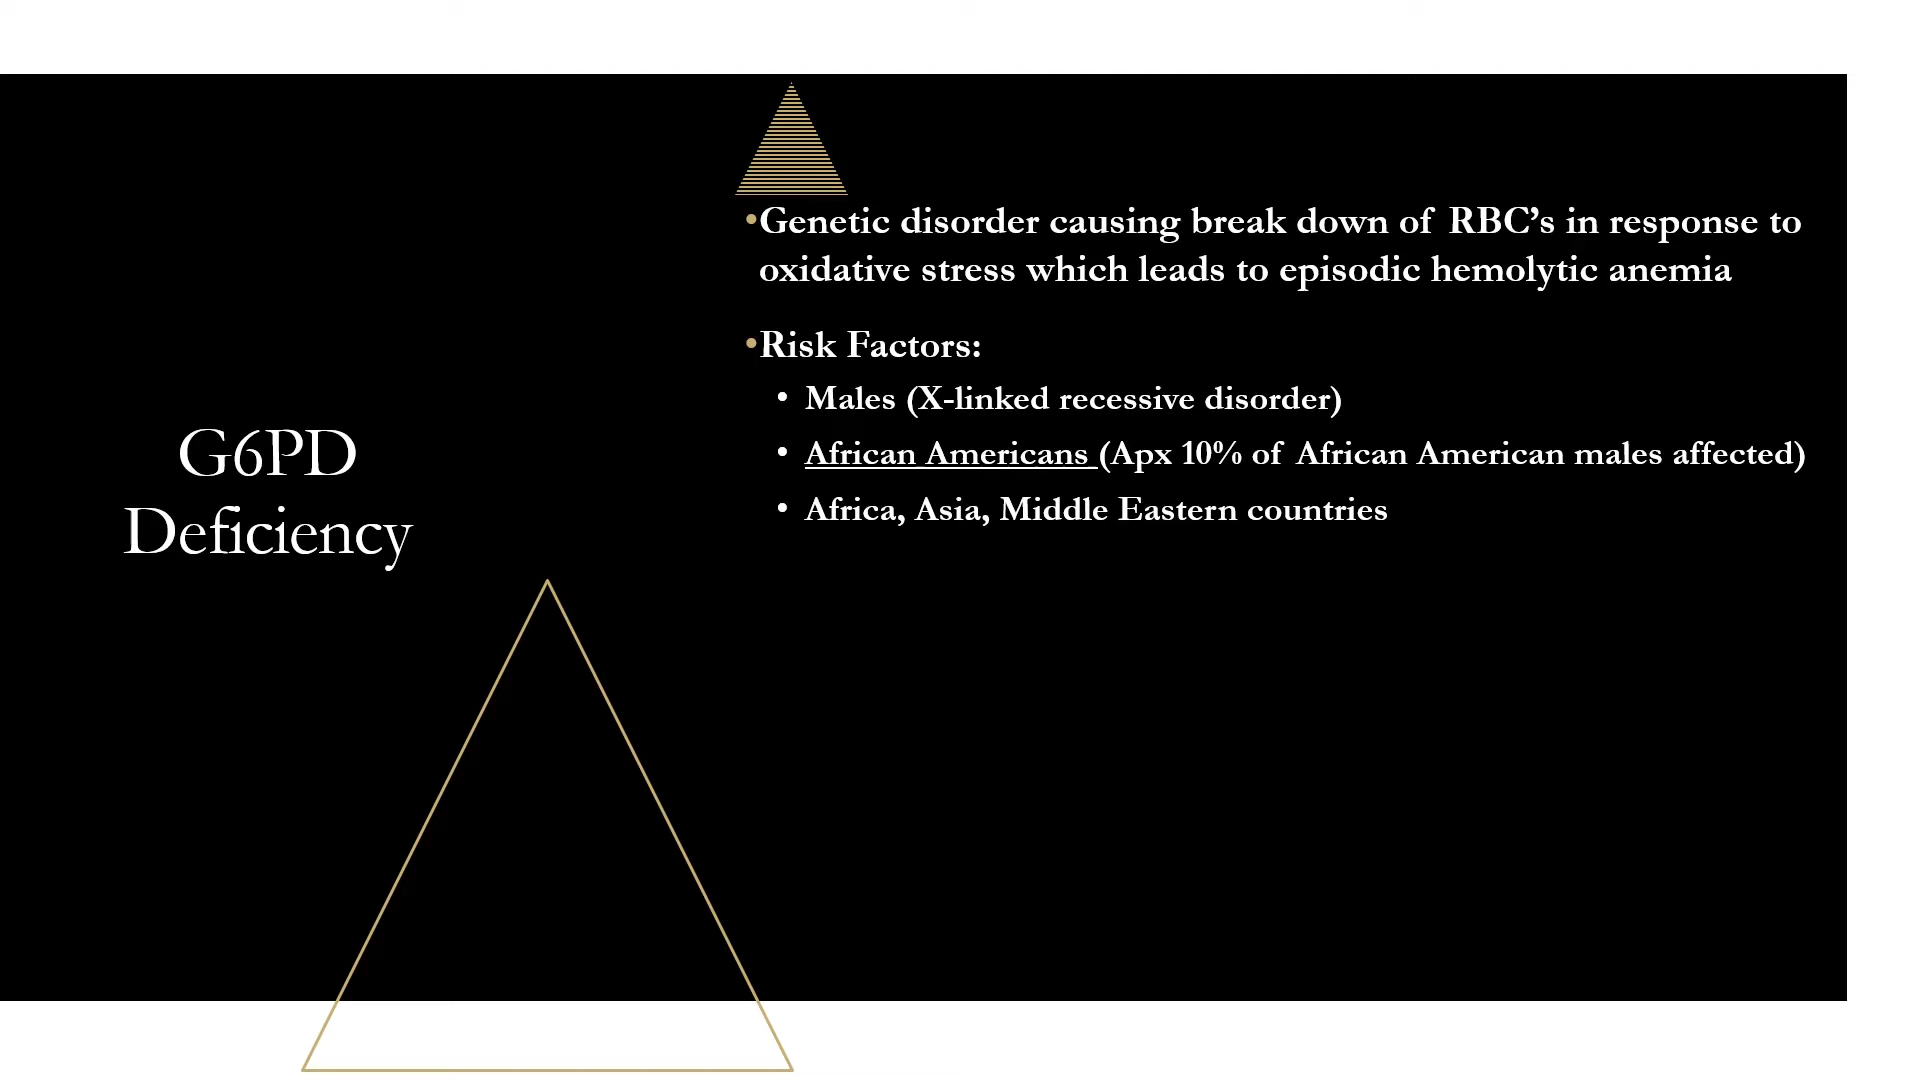 G6PD
Deficiency
•Genetic disorder causing break down of RBC’s in response to
oxidative stress which leads to episodic hemolytic anemia
•Risk Factors:
• Males (X-linked recessive disorder)
• African Americans (Apx 10% of African American males affected)
• Africa, Asia, Middle Eastern countries